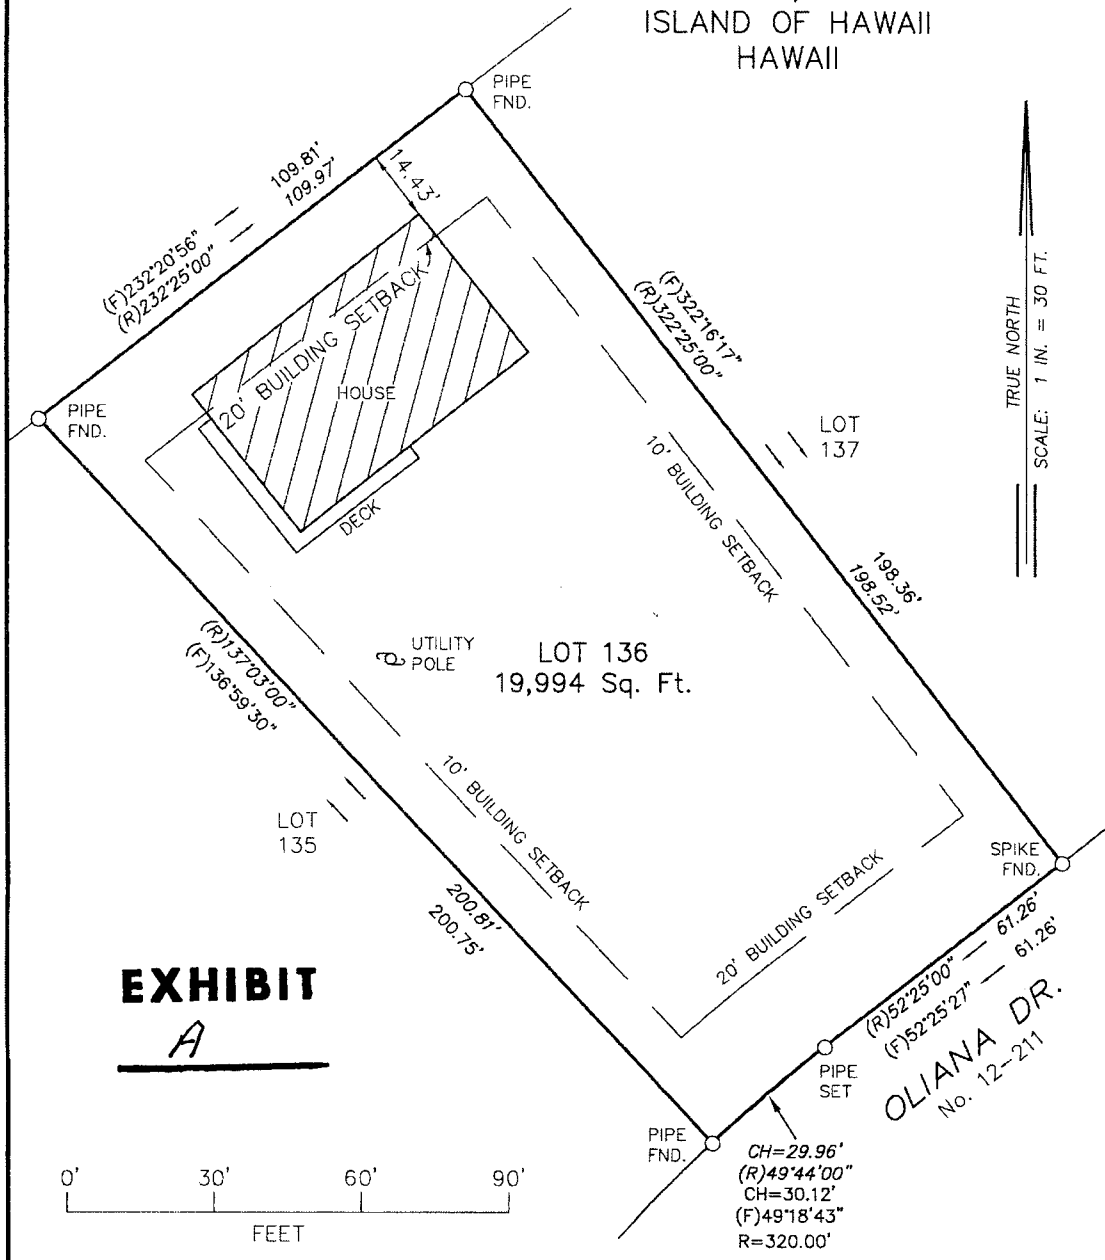 ISLAND OF HAWAII
HAWAII
PIPE
FND.
109.81'
109.97'
14.43'
(F)232°20'56"
(R)232°25'00"
20' BUILDING SETBACK
HOUSE
(F)322°16'17"
(R)322°25'00"
TRUE NORTH
SCALE: 1 IN. = 30 FT.
PIPE
FND.
DECK
LOT
137
10' BUILDING SETBACK
198.36'
198.52'
(R)137°03'00"
(F)136°59'30"
UTILITY
POLE
LOT 136
19,994 Sq. Ft.
LOT
135
10' BUILDING SETBACK
200.81'
200.75'
20' BUILDING SETBACK
SPIKE
FND.
61.26'
61.26'
(R)52°25'00"
(F)52°25'27"
OLIANA DR.
No. 12-211
EXHIBIT
A
PIPE
SET
PIPE
FND.
CH=29.96'
(R)49°44'00"
CH=30.12'
(F)49°18'43"
R=320.00'
0' 30' 60' 90'
FEET